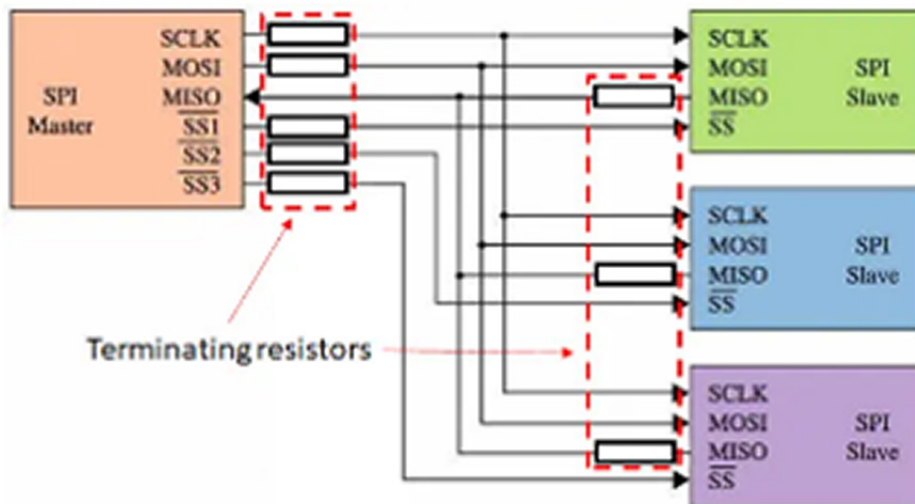 SPI
Master
SCLK
MOSI
MISO
SS1
SS2
SS3
SCLK
MOSI
MISO
SS
SPI
Slave
SCLK
MOSI
MISO
SS
SPI
Slave
SCLK
MOSI
MISO
SS
SPI
Slave
Terminating resistors